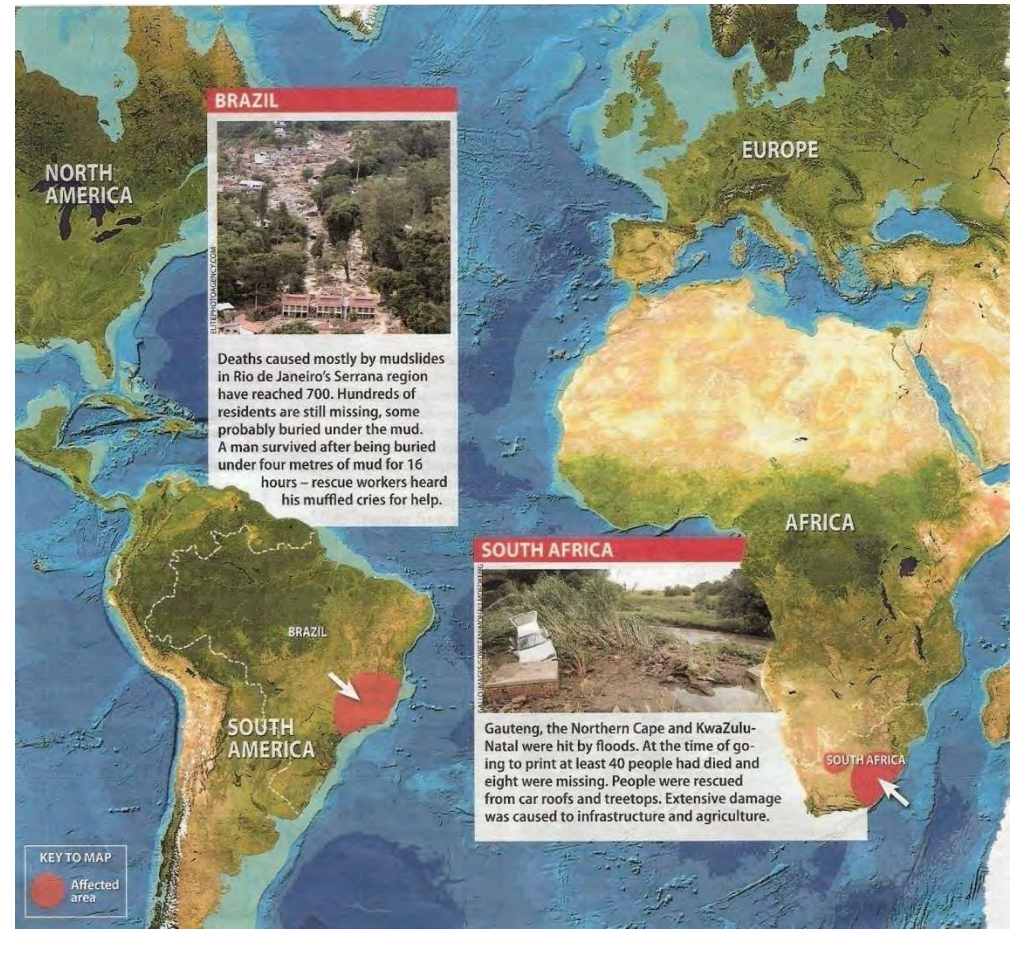 BRAZIL
NORTH
AMERICA
EUROPE
ELITEPHOTOAGENCY.COM
Deaths caused mostly by mudslides
in Rio de Janeiro's Serrana region
have reached 700. Hundreds of
residents are still missing, some
probably buried under the mud.
A man survived after being buried
under four metres of mud for 16
hours – rescue workers heard
his muffled cries for help.
AFRICA
SOUTH AFRICA
BRAZIL
SOUTH
AMERICA
Gauteng, the Northern Cape and KwaZulu-
Natal were hit by floods. At the time of go-
ing to print at least 40 people had died and
eight were missing. People were rescued
from car roofs and treetops. Extensive damage
was caused to infrastructure and agriculture.
SOUTH AFRICA
KEY TO MAP
Affected
area